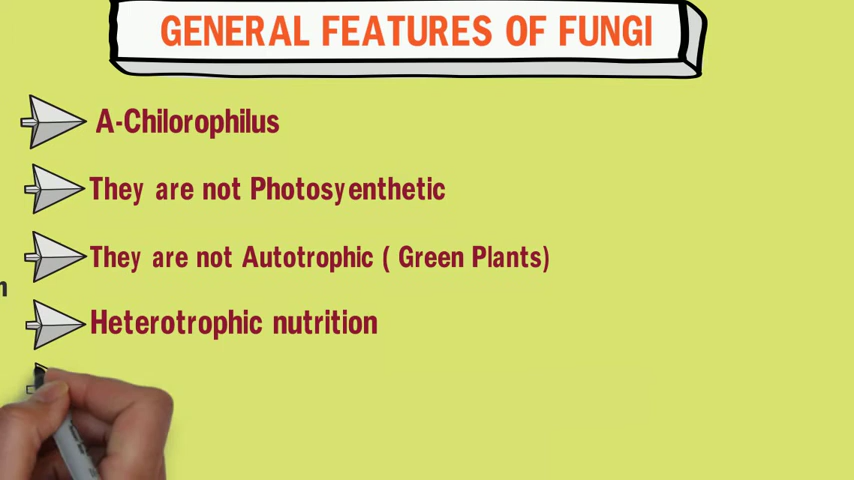 GENERAL FEATURES OF FUNGI
A-Chilorophilus
They are not Photosyenthetic
They are not Autotrophic ( Green Plants)
Heterotrophic nutrition